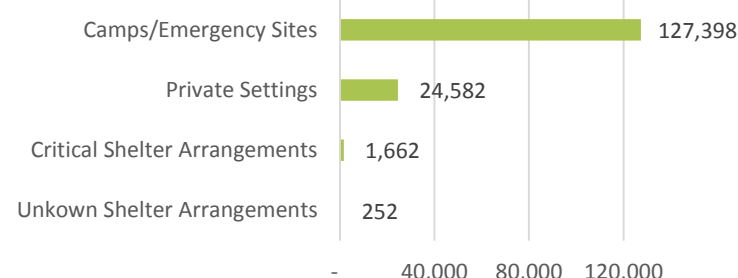 Camps/Emergency Sites 127,398
Private Settings 24,582
Critical Shelter Arrangements 1,662
Unkown Shelter Arrangements 252
- 40,000 80,000 120,000